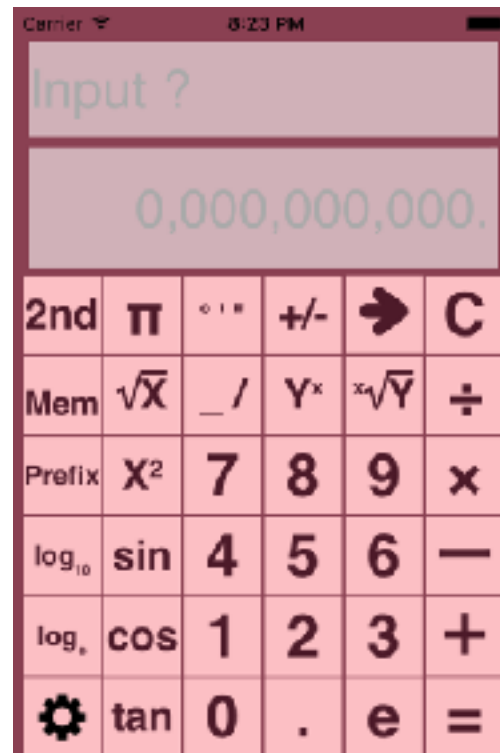 Carrier 8:23 PM
Input ?
0,000,000,000.
2nd π ° ' " +/- → C
Mem √X _ / Yˣ ˣ√Y ÷
Prefix X² 7 8 9 ×
log₁₀ sin 4 5 6 —
logₑ cos 1 2 3 +
tan 0 . e =